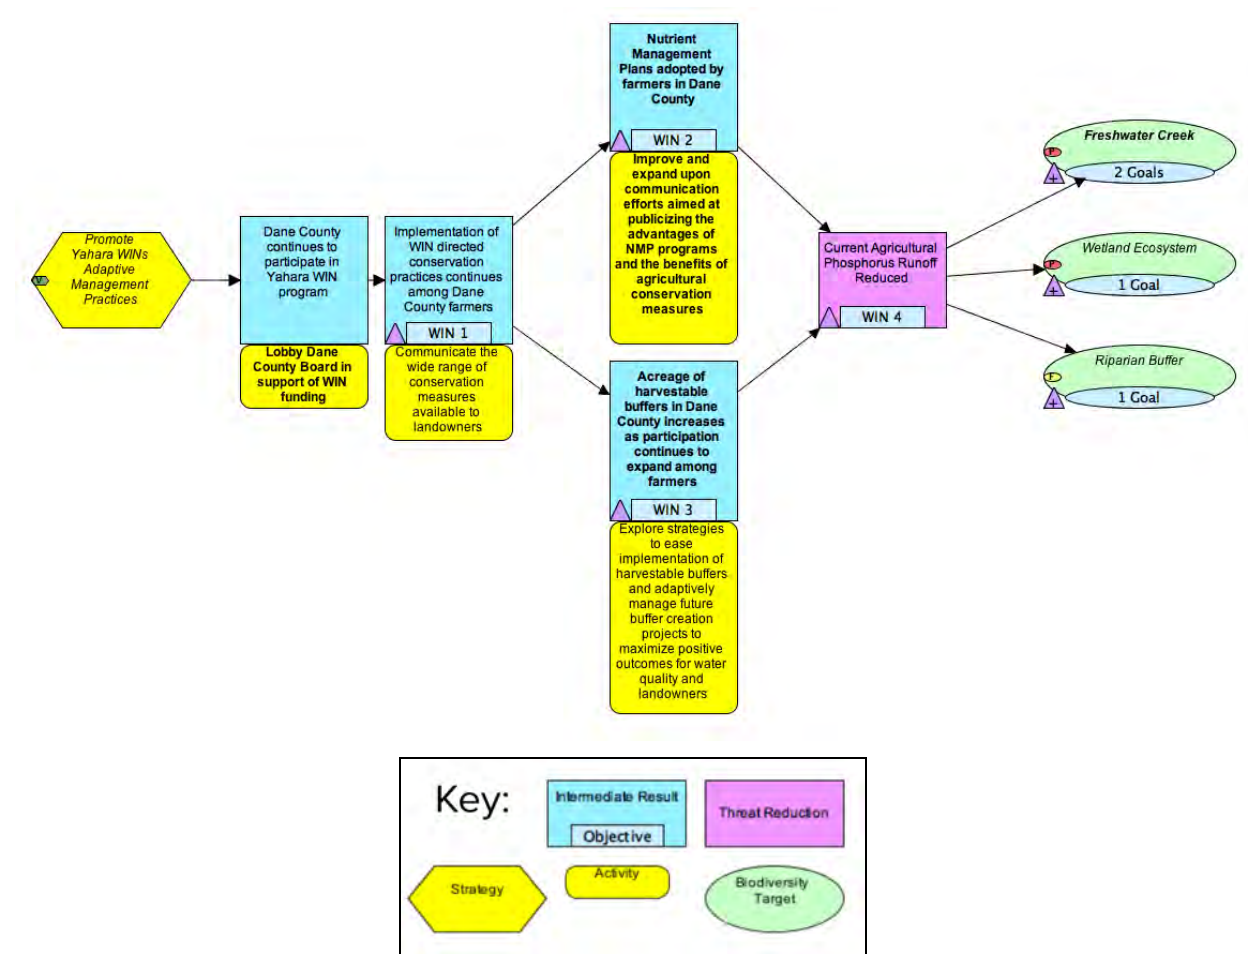 Promote
Yahara WINs
Adaptive
Management
Practices
V
Dane County
continues to
participate in
Yahara WIN
program
Lobby Dane
County Board in
support of WIN
funding
Implementation of
WIN directed
conservation
practices continues
among Dane
County farmers
WIN 1
Communicate the
wide range of
conservation
measures
available to
landowners
Nutrient
Management
Plans adopted by
farmers in Dane
County
WIN 2
Improve and
expand upon
communication
efforts aimed at
publicizing the
advantages of
NMP programs
and the benefits of
agricultural
conservation
measures
Acreage of
harvestable
buffers in Dane
County increases
as participation
continues to
expand among
farmers
WIN 3
Explore strategies
to ease
implementation of
harvestable buffers
and adaptively
manage future
buffer creation
projects to
maximize positive
outcomes for water
quality and
landowners
Current Agricultural
Phosphorus Runoff
Reduced
WIN 4
Freshwater Creek
P
+
2 Goals
Wetland Ecosystem
P
+
1 Goal
Riparian Buffer
F
+
1 Goal
Key:
Intermediate Result
Objective
Threat Reduction
Strategy
Activity
Biodiversity
Target